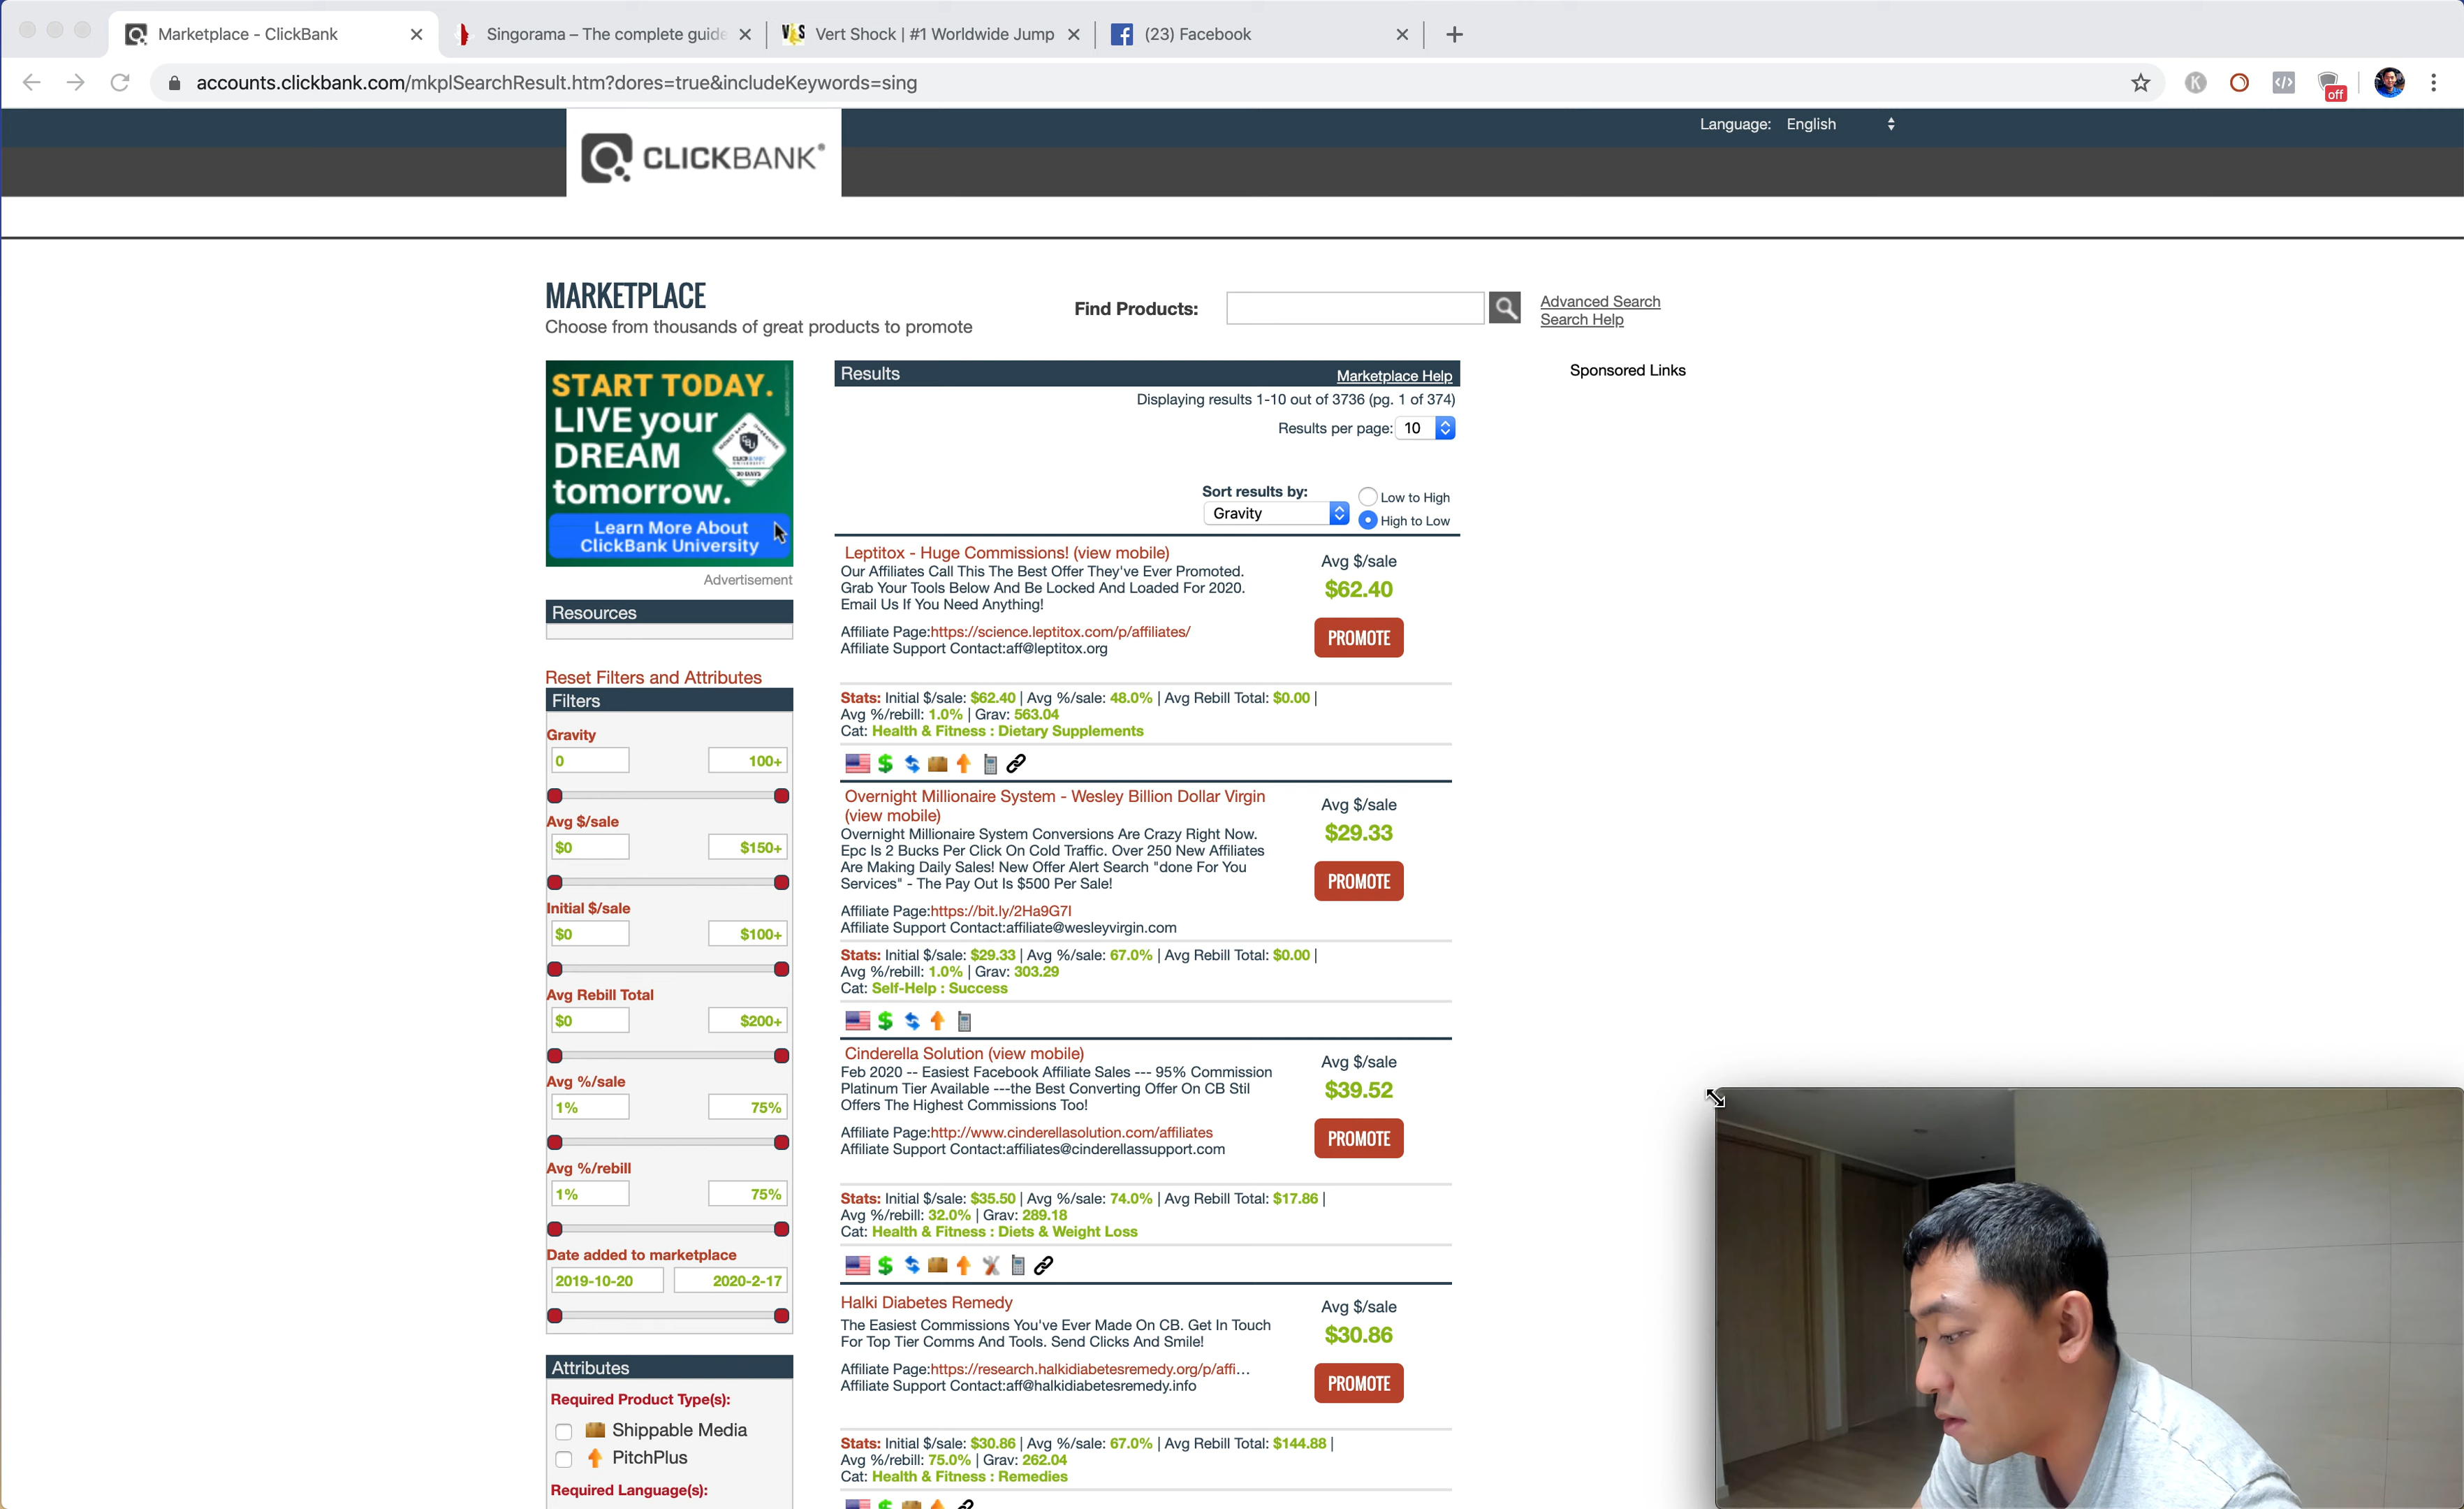 Marketplace - ClickBank
Singorama – The complete guide
Vert Shock | #1 Worldwide Jump
(23) Facebook
accounts.clickbank.com/mkplSearchResult.htm?dores=true&includeKeywords=sing
off
Language: English
CLICKBANK®
MARKETPLACE
Choose from thousands of great products to promote
Find Products:
Advanced Search
Search Help
START TODAY.
LIVE your
DREAM
tomorrow.
Learn More About
ClickBank University
Advertisement
Resources
Reset Filters and Attributes
Filters
Gravity
0 100+
Avg $/sale
$0 $150+
Initial $/sale
$0 $100+
Avg Rebill Total
$0 $200+
Avg %/sale
1% 75%
Avg %/rebill
1% 75%
Date added to marketplace
2019-10-20 2020-2-17
Attributes
Required Product Type(s):
Shippable Media
PitchPlus
Required Language(s):
Results
Marketplace Help
Displaying results 1-10 out of 3736 (pg. 1 of 374)
Results per page: 10
Sort results by:
Gravity
Low to High
High to Low
Leptitox - Huge Commissions! (view mobile)
Our Affiliates Call This The Best Offer They've Ever Promoted.
Grab Your Tools Below And Be Locked And Loaded For 2020.
Email Us If You Need Anything!
Affiliate Page:https://science.leptitox.com/p/affiliates/
Affiliate Support Contact:aff@leptitox.org
Avg $/sale
$62.40
PROMOTE
Stats: Initial $/sale: $62.40 | Avg %/sale: 48.0% | Avg Rebill Total: $0.00 |
Avg %/rebill: 1.0% | Grav: 563.04
Cat: Health & Fitness : Dietary Supplements
Overnight Millionaire System - Wesley Billion Dollar Virgin
(view mobile)
Overnight Millionaire System Conversions Are Crazy Right Now.
Epc Is 2 Bucks Per Click On Cold Traffic. Over 250 New Affiliates
Are Making Daily Sales! New Offer Alert Search "done For You
Services" - The Pay Out Is $500 Per Sale!
Affiliate Page:https://bit.ly/2Ha9G7I
Affiliate Support Contact:affiliate@wesleyvirgin.com
Avg $/sale
$29.33
PROMOTE
Stats: Initial $/sale: $29.33 | Avg %/sale: 67.0% | Avg Rebill Total: $0.00 |
Avg %/rebill: 1.0% | Grav: 303.29
Cat: Self-Help : Success
Cinderella Solution (view mobile)
Feb 2020 -- Easiest Facebook Affiliate Sales --- 95% Commission
Platinum Tier Available ---the Best Converting Offer On CB Stil
Offers The Highest Commissions Too!
Affiliate Page:http://www.cinderellasolution.com/affiliates
Affiliate Support Contact:affiliates@cinderellassupport.com
Avg $/sale
$39.52
PROMOTE
Stats: Initial $/sale: $35.50 | Avg %/sale: 74.0% | Avg Rebill Total: $17.86 |
Avg %/rebill: 32.0% | Grav: 289.18
Cat: Health & Fitness : Diets & Weight Loss
Halki Diabetes Remedy
The Easiest Commissions You've Ever Made On CB. Get In Touch
For Top Tier Comms And Tools. Send Clicks And Smile!
Affiliate Page:https://research.halkidiabetesremedy.org/p/affi...
Affiliate Support Contact:aff@halkidiabetesremedy.info
Avg $/sale
$30.86
PROMOTE
Stats: Initial $/sale: $30.86 | Avg %/sale: 67.0% | Avg Rebill Total: $144.88 |
Avg %/rebill: 75.0% | Grav: 262.04
Cat: Health & Fitness : Remedies
Sponsored Links